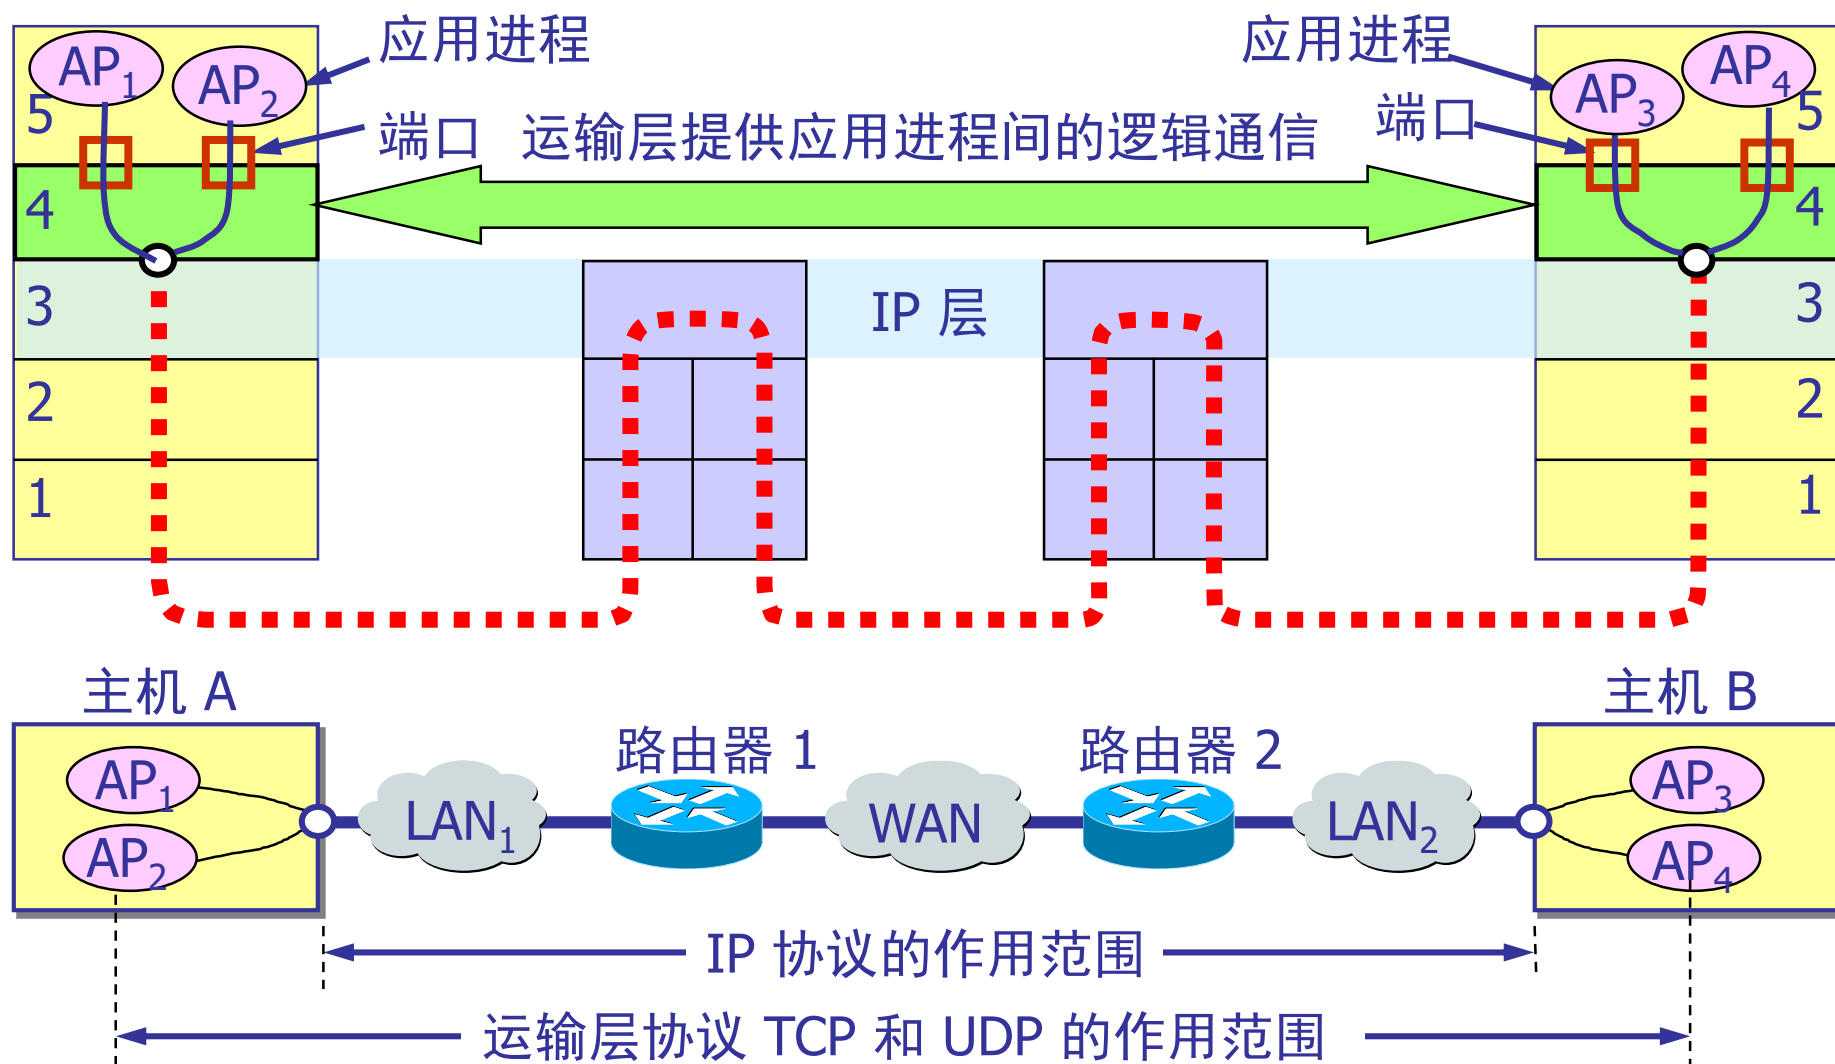 应用进程
应用进程
AP1
AP2
AP3
AP4
5
5
端口
运输层提供应用进程间的逻辑通信
端口
4
4
3
IP 层
3
2
2
1
1
主机 A
主机 B
路由器 1
路由器 2
AP1
AP3
LAN1
WAN
LAN2
AP2
AP4
IP 协议的作用范围
运输层协议 TCP 和 UDP 的作用范围